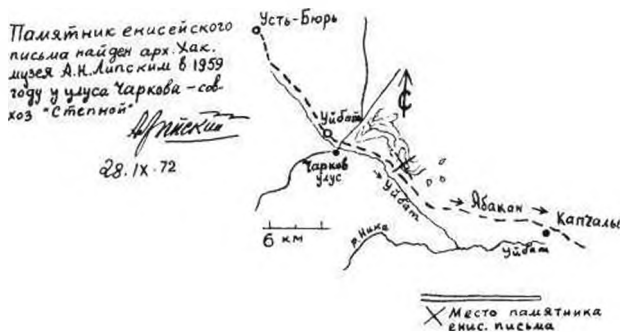 Памятник енисейского
письма найден арх. Хак.
музея А.Н.Липским в 1959
году у улуса Чаркова – сов-
хоз "Степной"
28.IX.72
Усть-Бюрь
С
Уйбат
Чарков
улус
Уйбат
Абакан
Капчалы
6 км
р. Ника
Уйбат
Место памятника
енис. письма